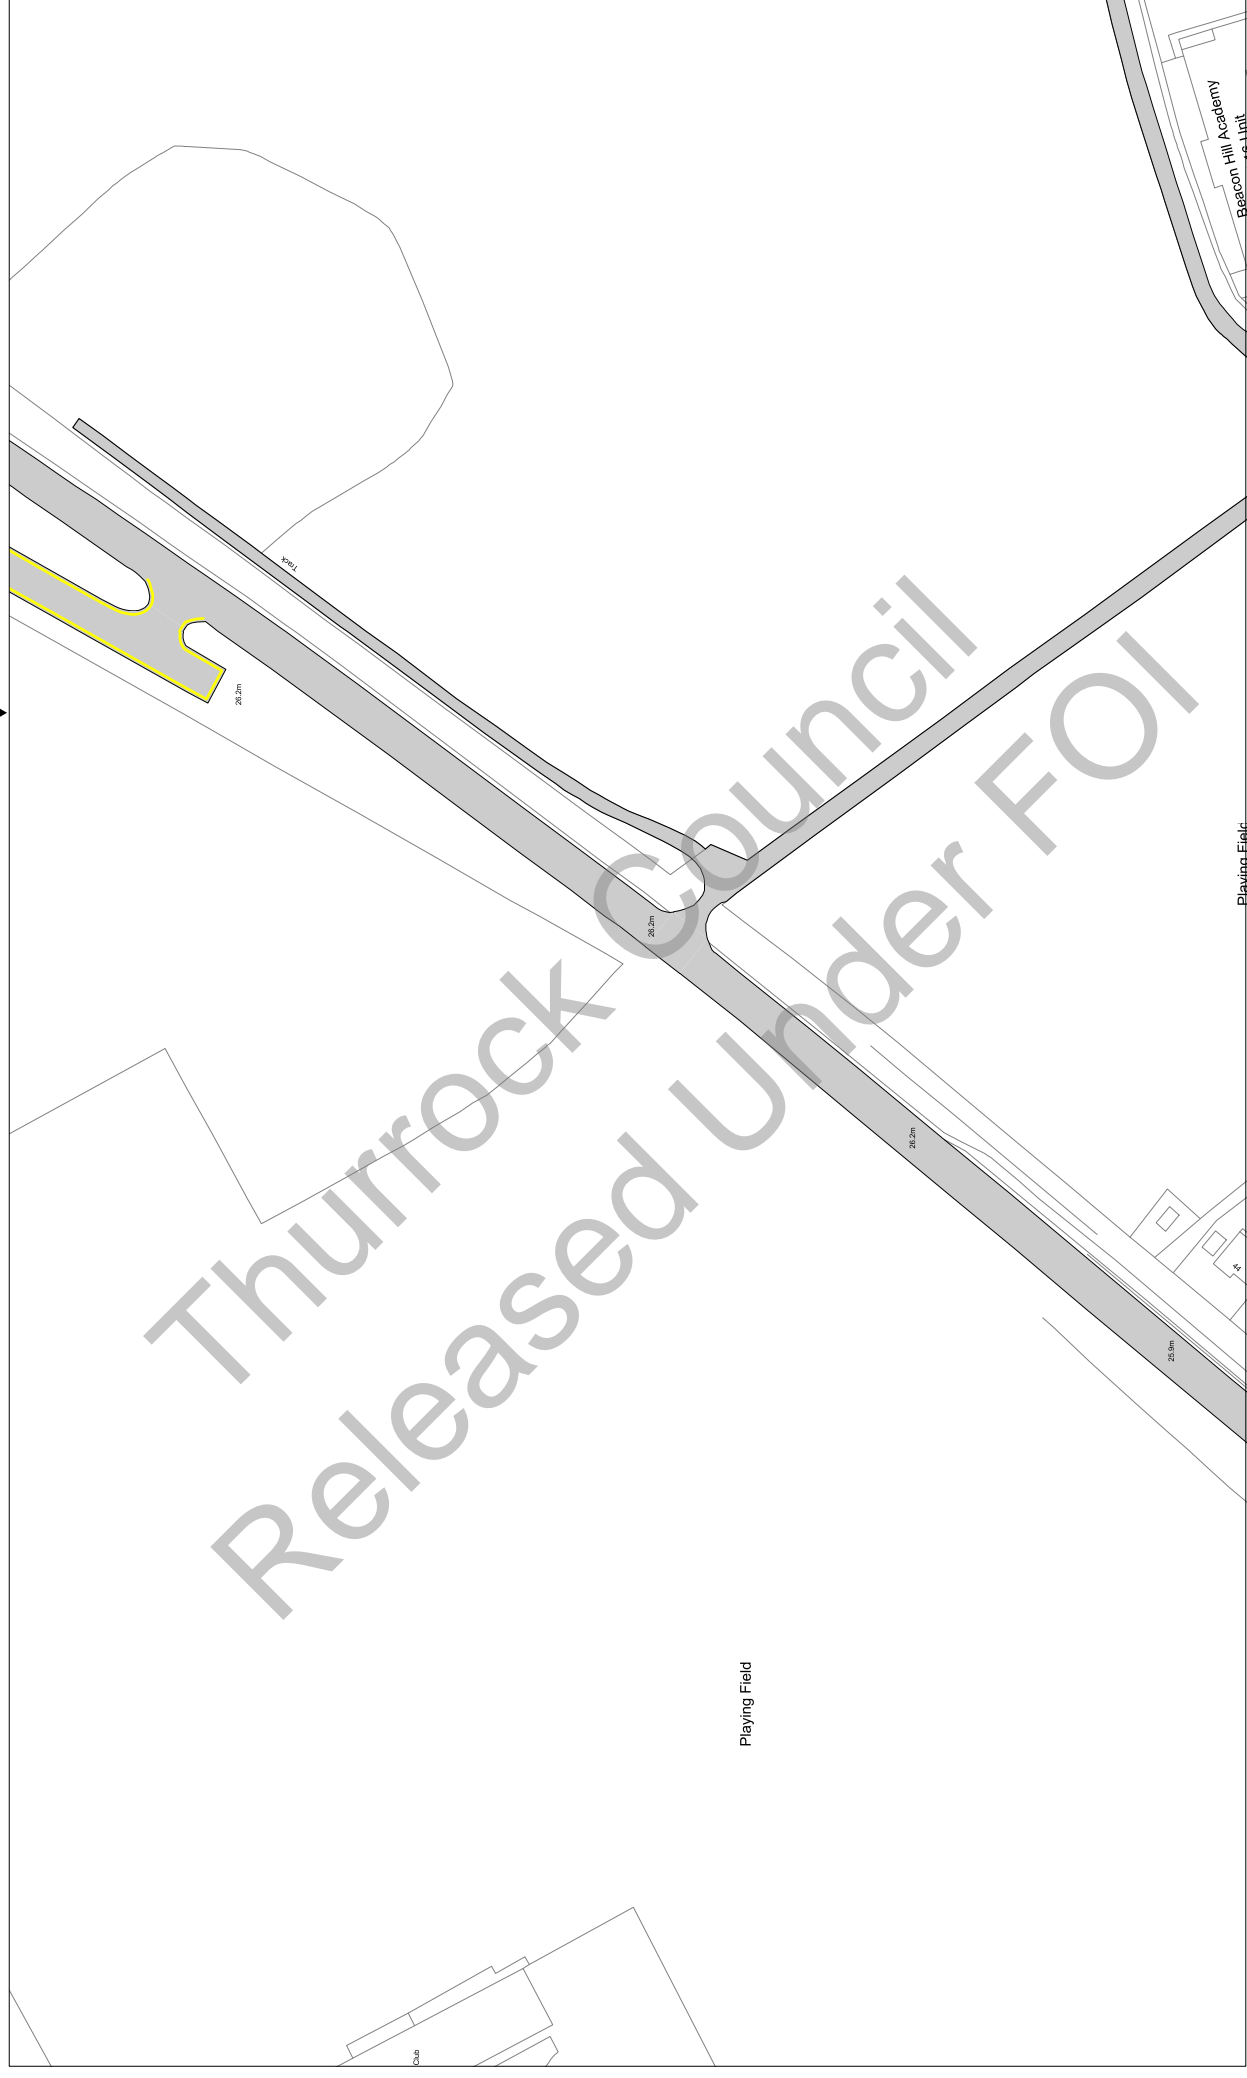 Beacon Hill Academy
Track
26.2m
Playing Field
26.2m
Thurrock Council
Released Under FOI
26.2m
44
25.9m
Playing Field
Club